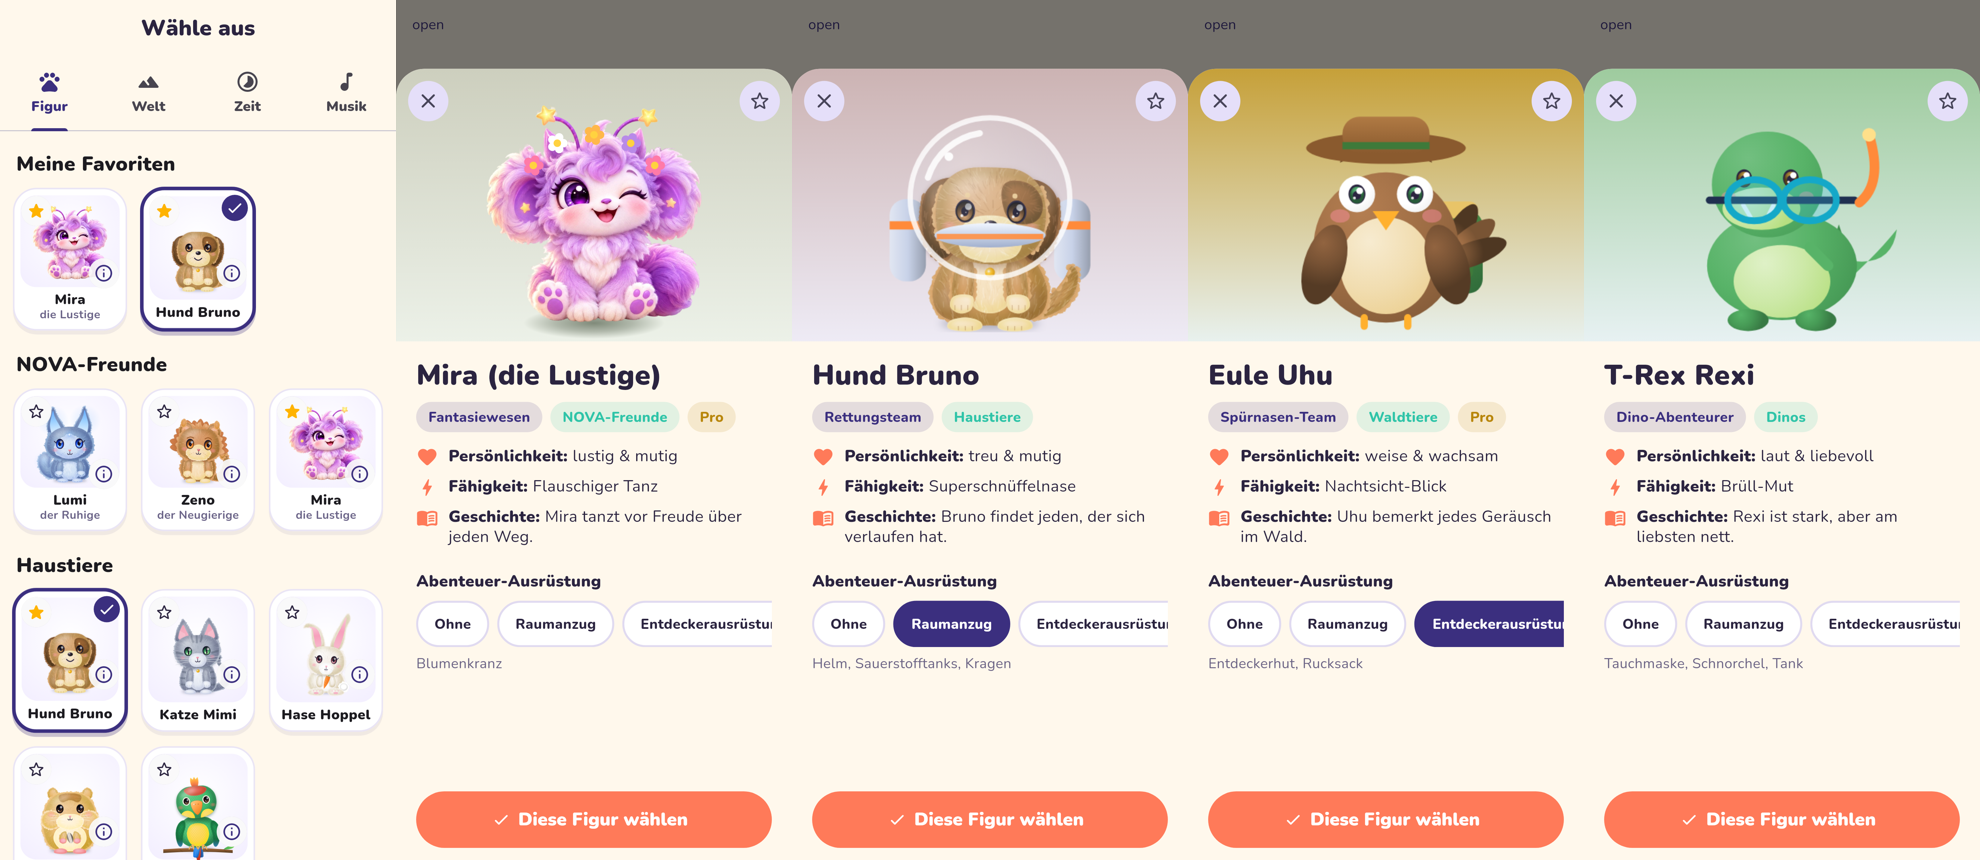 Wähle aus
Figur
Welt
Zeit
Musik
Meine Favoriten
Mira
die Lustige
Hund Bruno
NOVA-Freunde
Lumi
der Ruhige
Zeno
der Neugierige
Mira
die Lustige
Haustiere
Hund Bruno
Katze Mimi
Hase Hoppel
open
Mira (die Lustige)
Fantasiewesen
NOVA-Freunde
Pro
Persönlichkeit: lustig & mutig
Fähigkeit: Flauschiger Tanz
Geschichte: Mira tanzt vor Freude über
jeden Weg.
Abenteuer-Ausrüstung
Ohne
Raumanzug
Entdeckerausrüstun
Blumenkranz
Diese Figur wählen
open
Hund Bruno
Rettungsteam
Haustiere
Persönlichkeit: treu & mutig
Fähigkeit: Superschnüffelnase
Geschichte: Bruno findet jeden, der sich
verlaufen hat.
Abenteuer-Ausrüstung
Ohne
Raumanzug
Entdeckerausrüstun
Helm, Sauerstofftanks, Kragen
Diese Figur wählen
open
Eule Uhu
Spürnasen-Team
Waldtiere
Pro
Persönlichkeit: weise & wachsam
Fähigkeit: Nachtsicht-Blick
Geschichte: Uhu bemerkt jedes Geräusch
im Wald.
Abenteuer-Ausrüstung
Ohne
Raumanzug
Entdeckerausrüstun
Entdeckerhut, Rucksack
Diese Figur wählen
open
T-Rex Rexi
Dino-Abenteurer
Dinos
Persönlichkeit: laut & liebevoll
Fähigkeit: Brüll-Mut
Geschichte: Rexi ist stark, aber am
liebsten nett.
Abenteuer-Ausrüstung
Ohne
Raumanzug
Entdeckerausrüstun
Tauchmaske, Schnorchel, Tank
Diese Figur wählen